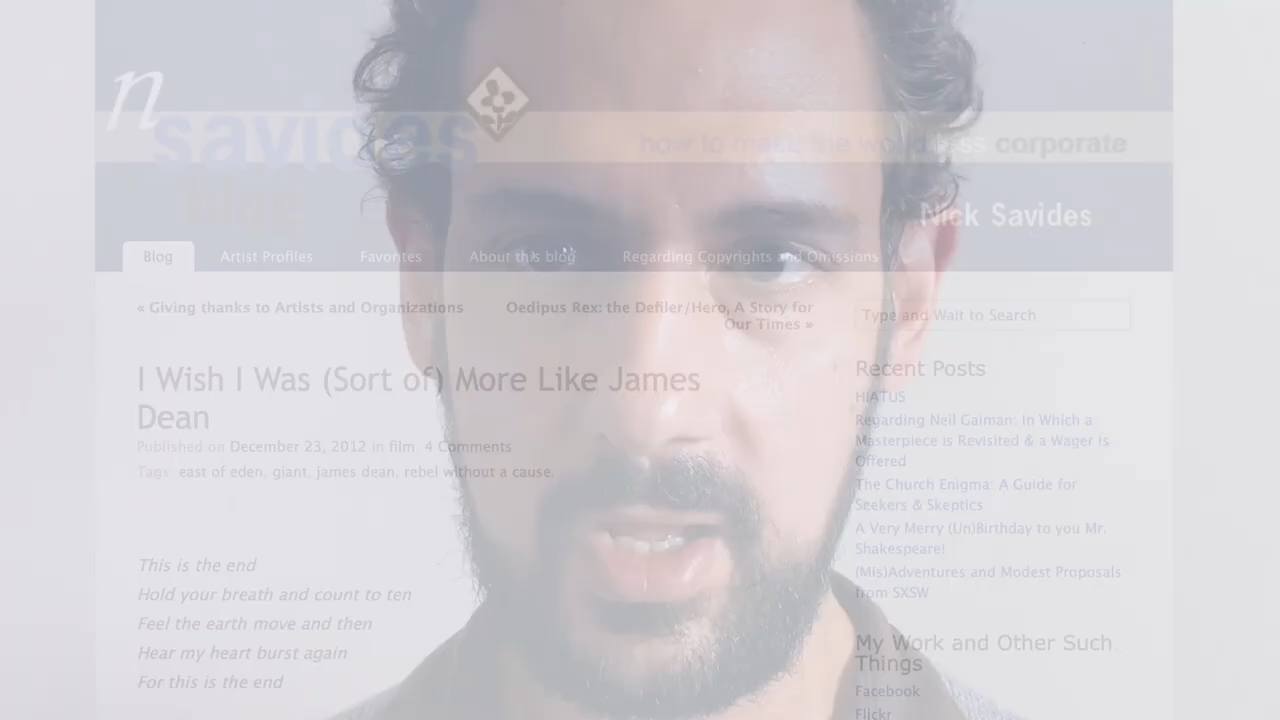 n
savides
blog
how to make the world less corporate
Nick Savides
Blog
Artist Profiles
Favorites
About this blog
Regarding Copyrights and Omissions
« Giving thanks to Artists and Organizations
Oedipus Rex: the Defiler/Hero, A Story for
Our Times »
Type and Wait to Search
I Wish I Was (Sort of) More Like James
Dean
Published on December 23, 2012 in film 4 Comments
Tags: east of eden, giant, james dean, rebel without a cause.
This is the end
Hold your breath and count to ten
Feel the earth move and then
Hear my heart burst again
For this is the end
Recent Posts
HIATUS
Regarding Neil Gaiman: In Which a
Masterpiece is Revisited & a Wager is
Offered
The Church Enigma: A Guide for
Seekers & Skeptics
A Very Merry (Un)Birthday to you Mr.
Shakespeare!
(Mis)Adventures and Modest Proposals
from SXSW
My Work and Other Such
Things
Facebook
Flickr